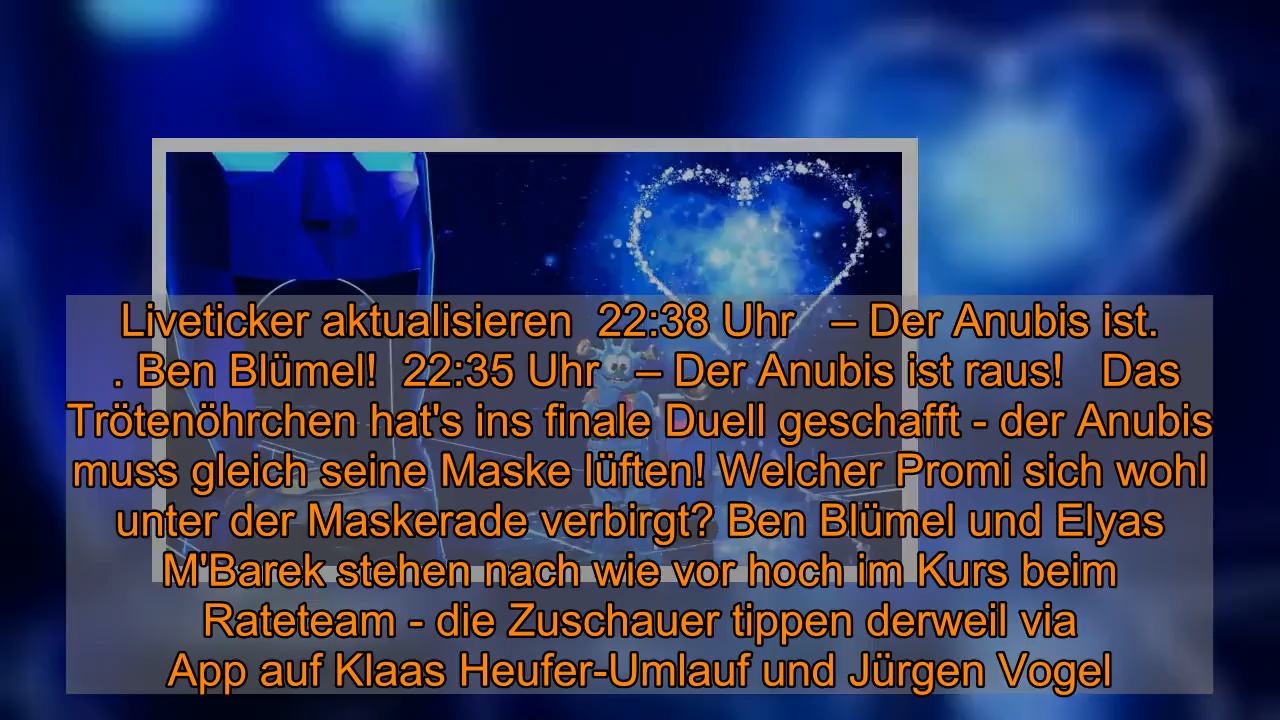 Liveticker aktualisieren  22:38 Uhr   – Der Anubis ist.
. Ben Blümel!  22:35 Uhr   – Der Anubis ist raus!   Das
Trötenöhrchen hat's ins finale Duell geschafft - der Anubis
muss gleich seine Maske lüften! Welcher Promi sich wohl
unter der Maskerade verbirgt? Ben Blümel und Elyas
M'Barek stehen nach wie vor hoch im Kurs beim
Rateteam - die Zuschauer tippen derweil via
App auf Klaas Heufer-Umlauf und Jürgen Vogel